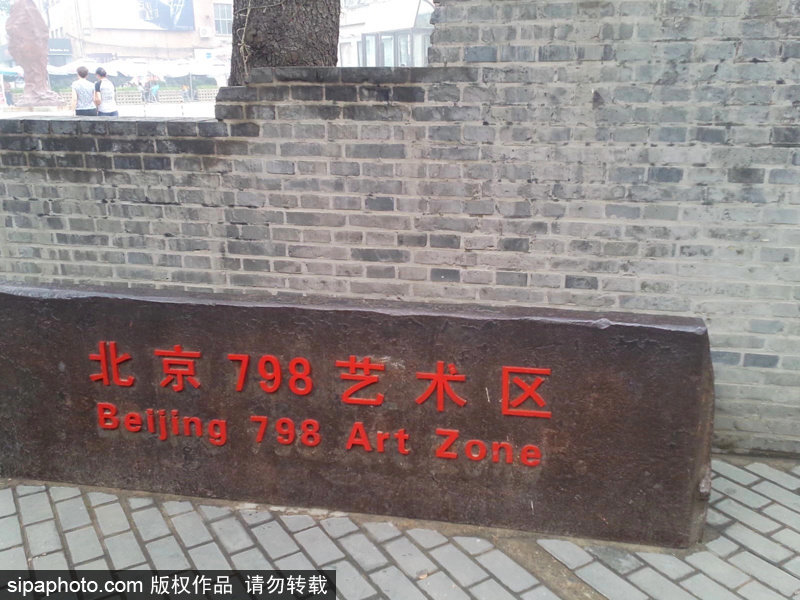 北京 798 艺术区
Beijing 798 Art Zone
sipaphoto.com 版权作品 请勿转载